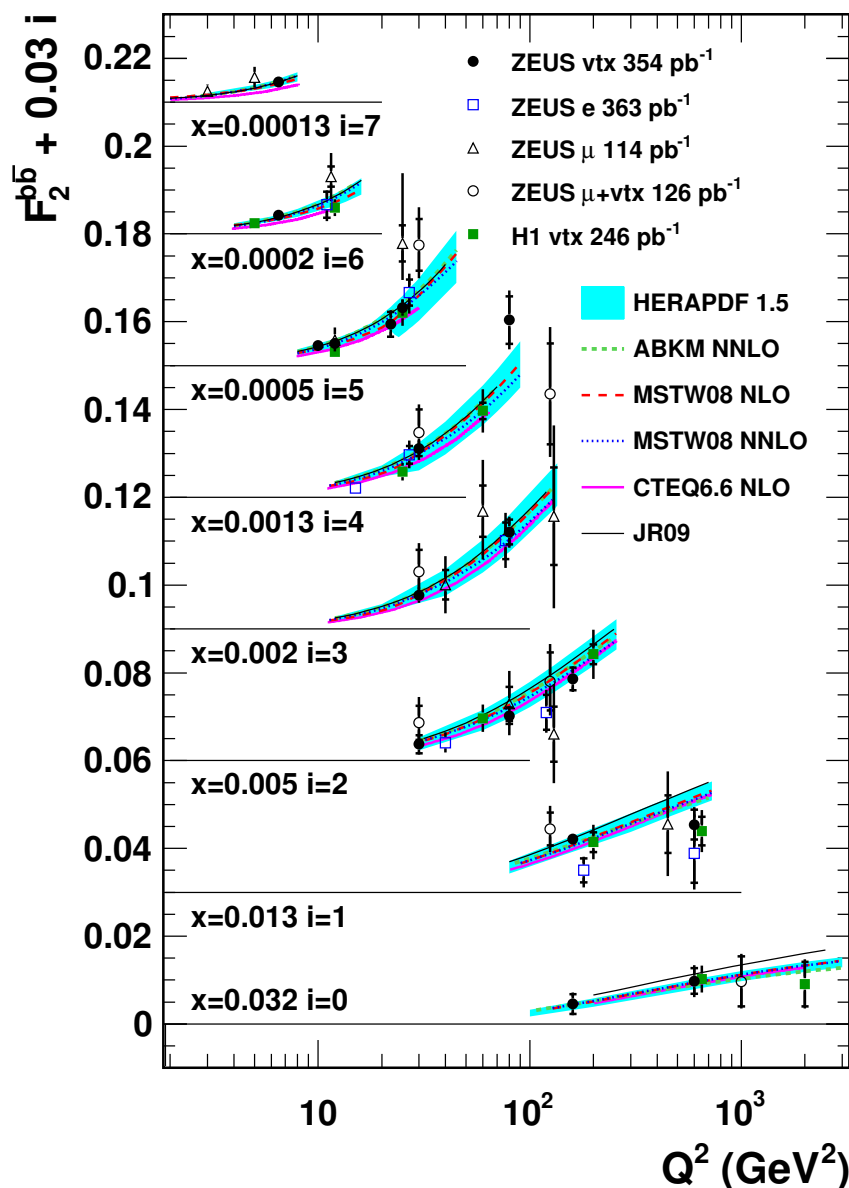 F₂^bb̄ + 0.03 i
0.22
0.2
0.18
0.16
0.14
0.12
0.1
0.08
0.06
0.04
0.02
0
ZEUS vtx 354 pb⁻¹
ZEUS e 363 pb⁻¹
ZEUS μ 114 pb⁻¹
ZEUS μ+vtx 126 pb⁻¹
H1 vtx 246 pb⁻¹
HERAPDF 1.5
ABKM NNLO
MSTW08 NLO
MSTW08 NNLO
CTEQ6.6 NLO
JR09
x=0.00013 i=7
x=0.0002 i=6
x=0.0005 i=5
x=0.0013 i=4
x=0.002 i=3
x=0.005 i=2
x=0.013 i=1
x=0.032 i=0
10
10²
10³
Q² (GeV²)